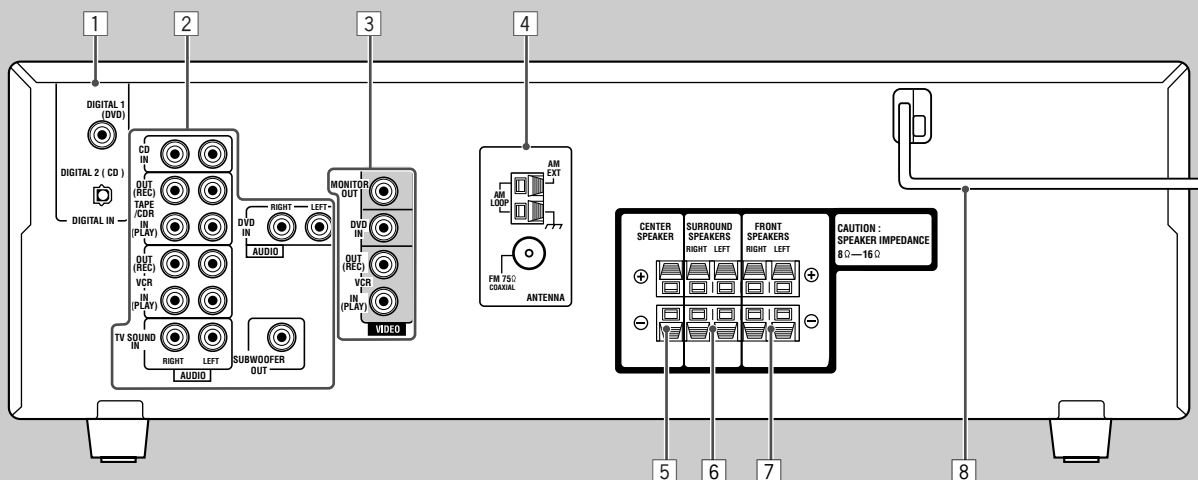 1
2
3
4
DIGITAL 1
(DVD)
DIGITAL 2 ( CD )
DIGITAL IN
CD
IN
OUT
(REC)
TAPE
/CDR
IN
(PLAY)
OUT
(REC)
VCR
IN
(PLAY)
TV SOUND
IN
RIGHT LEFT
AUDIO
RIGHT LEFT
DVD
IN
AUDIO
SUBWOOFER
OUT
MONITOR
OUT
DVD
IN
OUT
(REC)
VCR
IN
(PLAY)
VIDEO
AM
EXT
AM
LOOP
FM 75Ω
COAXIAL
ANTENNA
CENTER
SPEAKER
SURROUND
SPEAKERS
RIGHT LEFT
FRONT
SPEAKERS
RIGHT LEFT
+ +
− −
CAUTION :
SPEAKER IMPEDANCE
8Ω—16Ω
5
6
7
8